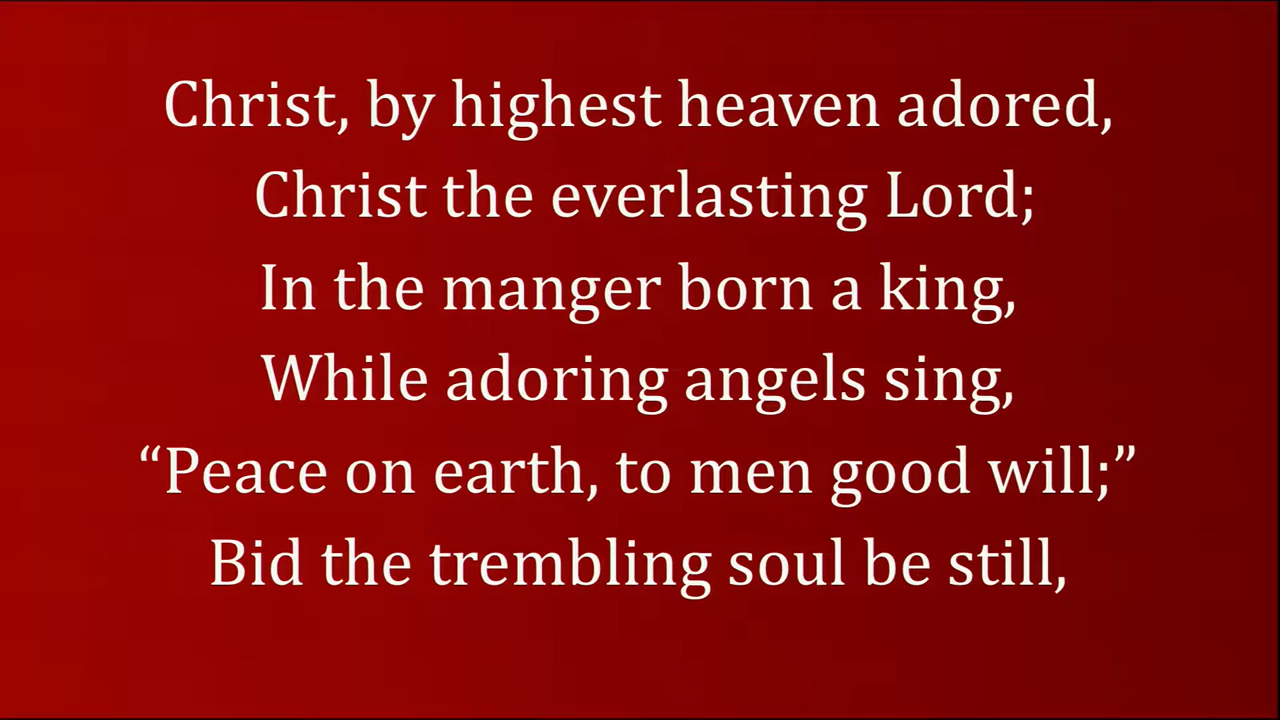 Christ, by highest heaven adored,
Christ the everlasting Lord;
In the manger born a king,
While adoring angels sing,
“Peace on earth, to men good will;”
Bid the trembling soul be still,